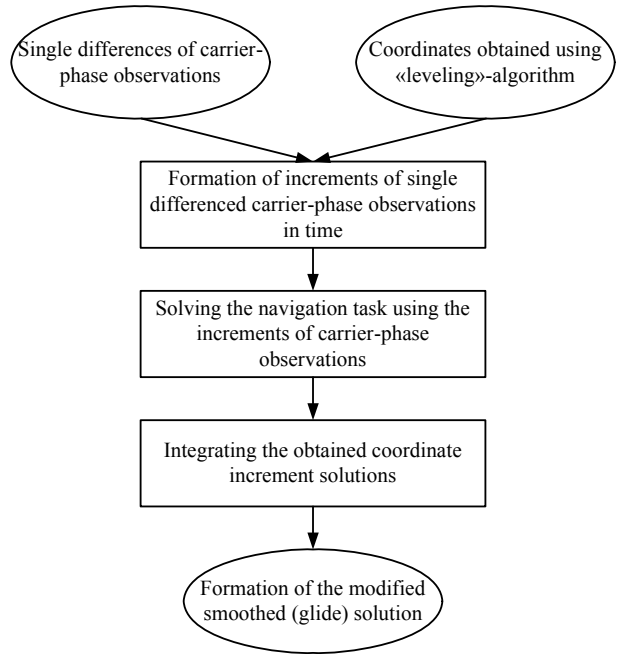 Single differences of carrier-
phase observations
Coordinates obtained using
«leveling»-algorithm
Formation of increments of single
differenced carrier-phase observations
in time
Solving the navigation task using the
increments of carrier-phase
observations
Integrating the obtained coordinate
increment solutions
Formation of the modified
smoothed (glide) solution